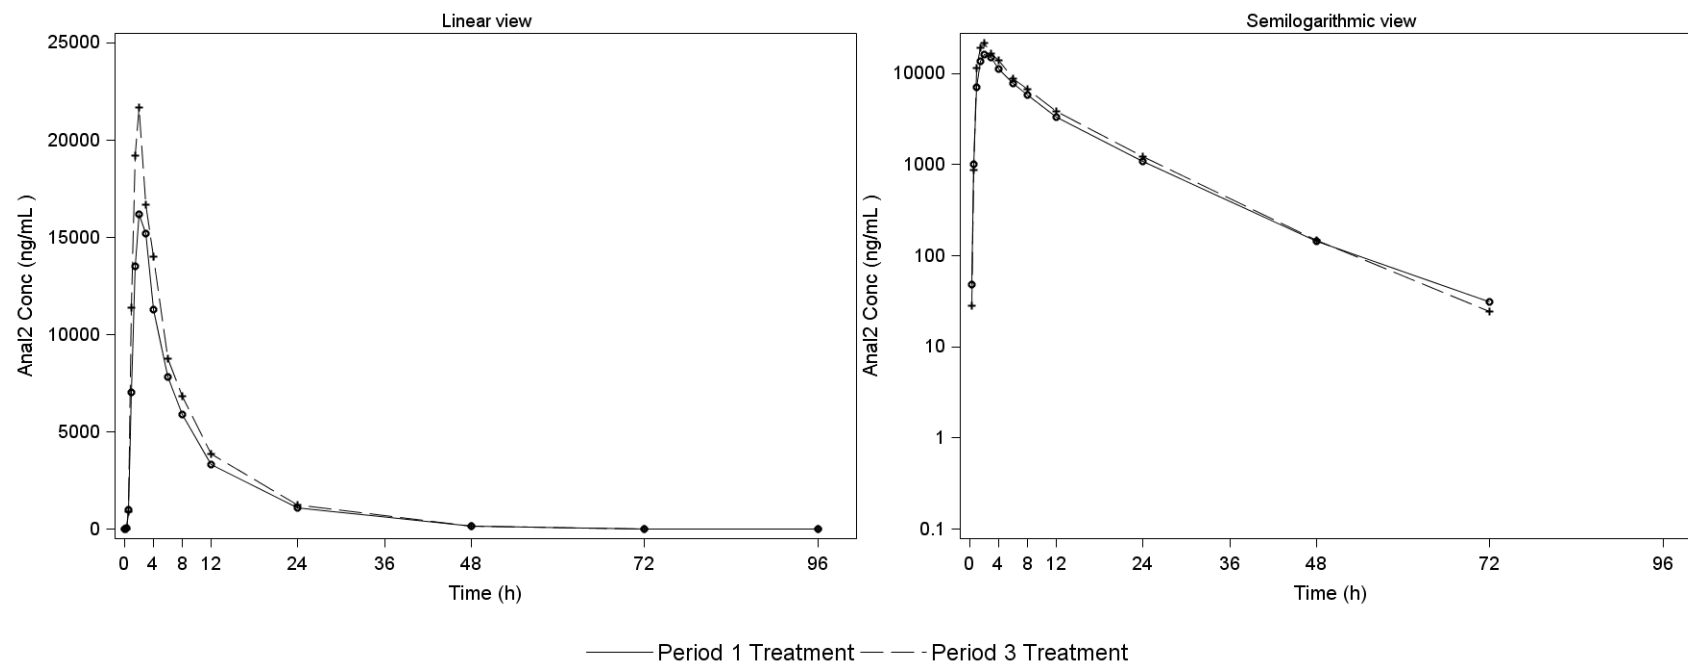 Linear view
25000
20000
15000
10000
5000
0
Anal2 Conc (ng/mL )
0 4 8 12 24 36 48 72 96
Time (h)
Semilogarithmic view
10000
1000
100
10
1
0.1
Anal2 Conc (ng/mL )
0 4 8 12 24 36 48 72 96
Time (h)
Period 1 Treatment Period 3 Treatment